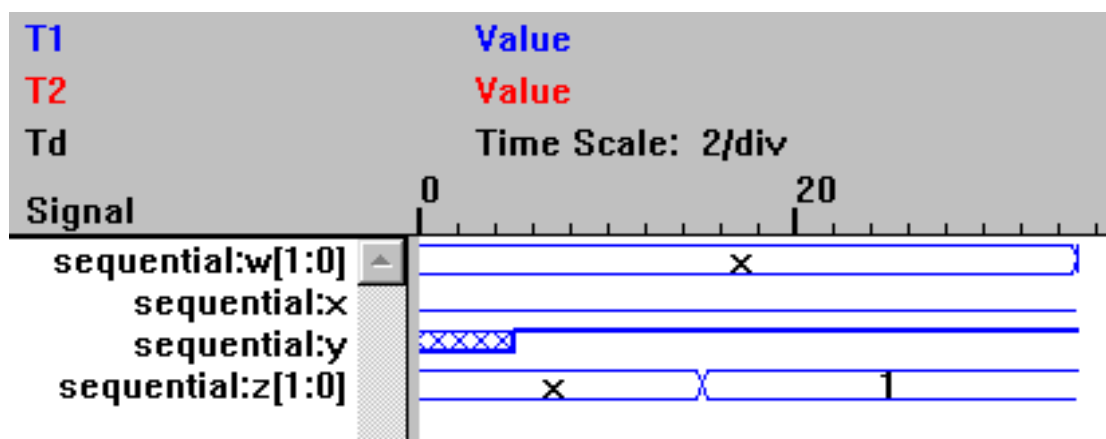 T1 Value
T2 Value
Td Time Scale: 2/div
Signal 0 20
sequential:w[1:0] x
sequential:x
sequential:y
sequential:z[1:0] x 1